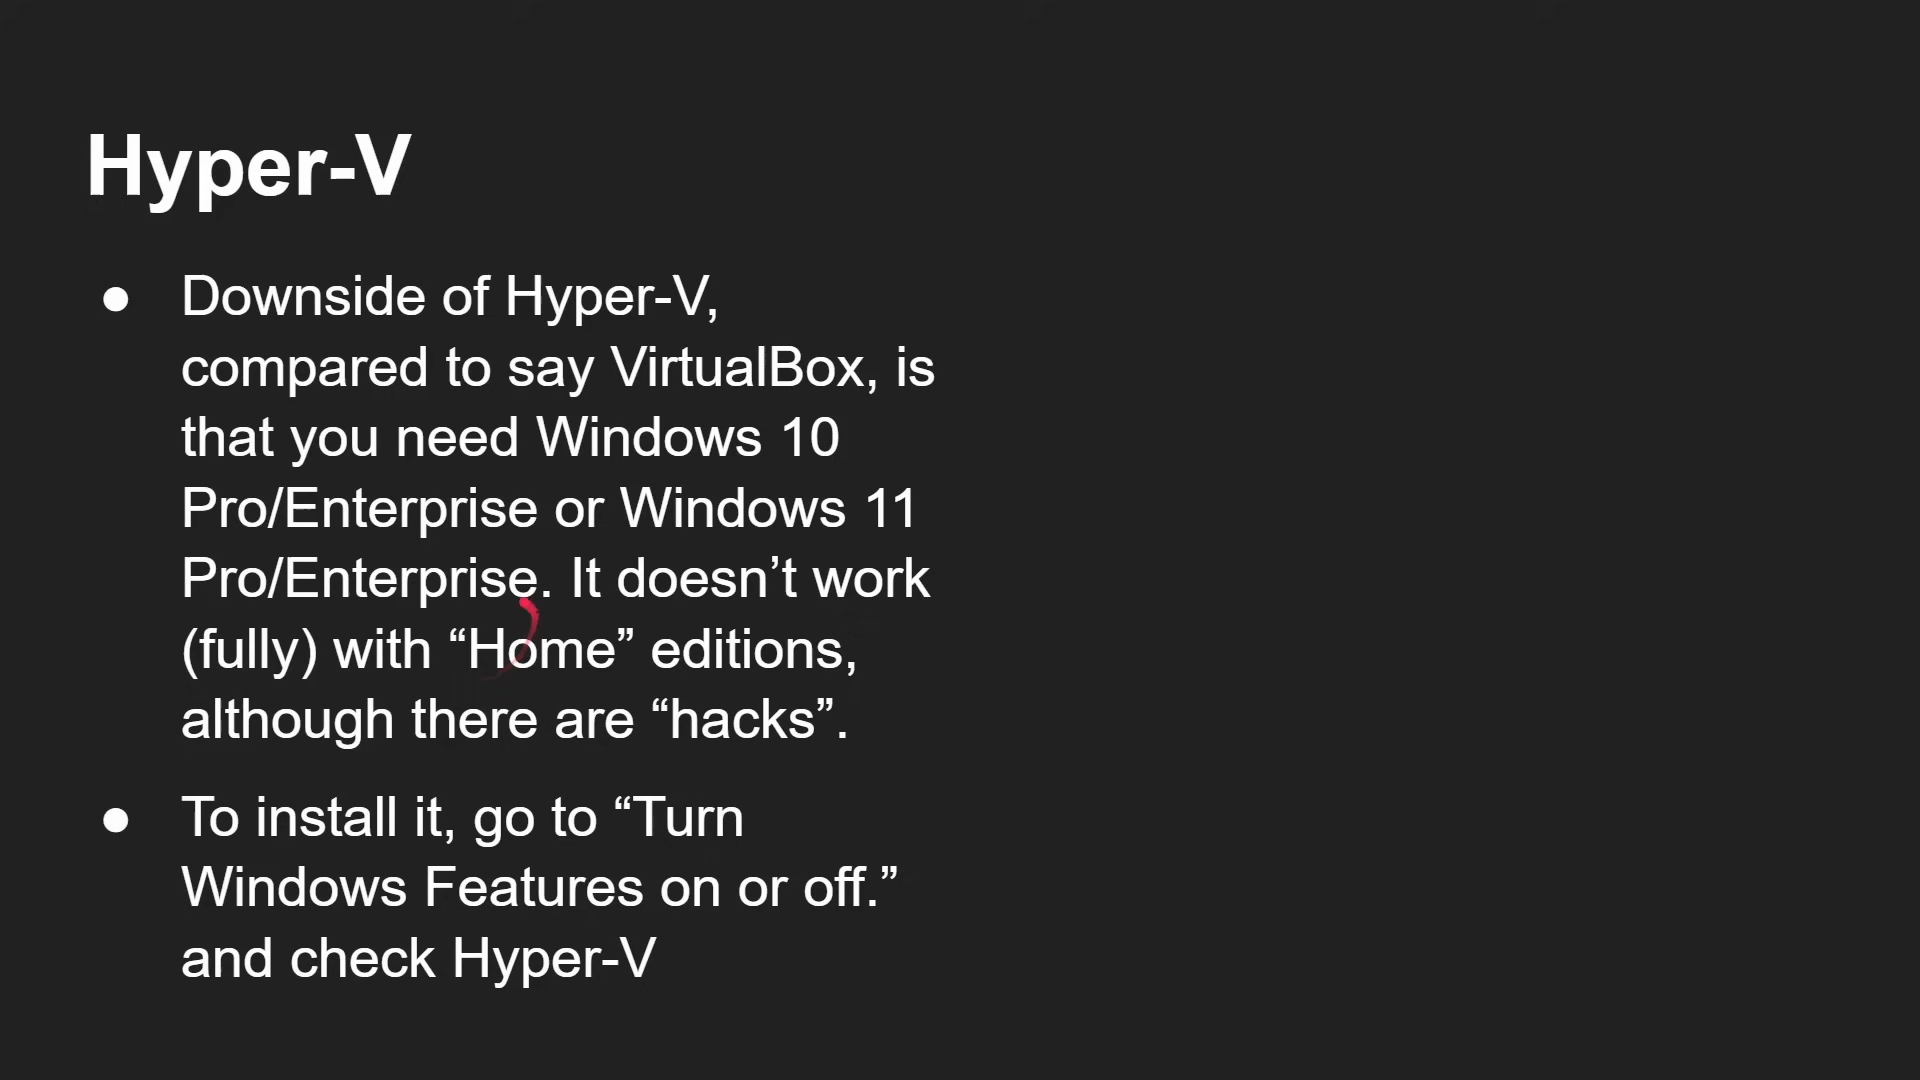 Hyper-V
● Downside of Hyper-V,
compared to say VirtualBox, is
that you need Windows 10
Pro/Enterprise or Windows 11
Pro/Enterprise. It doesn’t work
(fully) with “Home” editions,
although there are “hacks”.
● To install it, go to “Turn
Windows Features on or off.”
and check Hyper-V